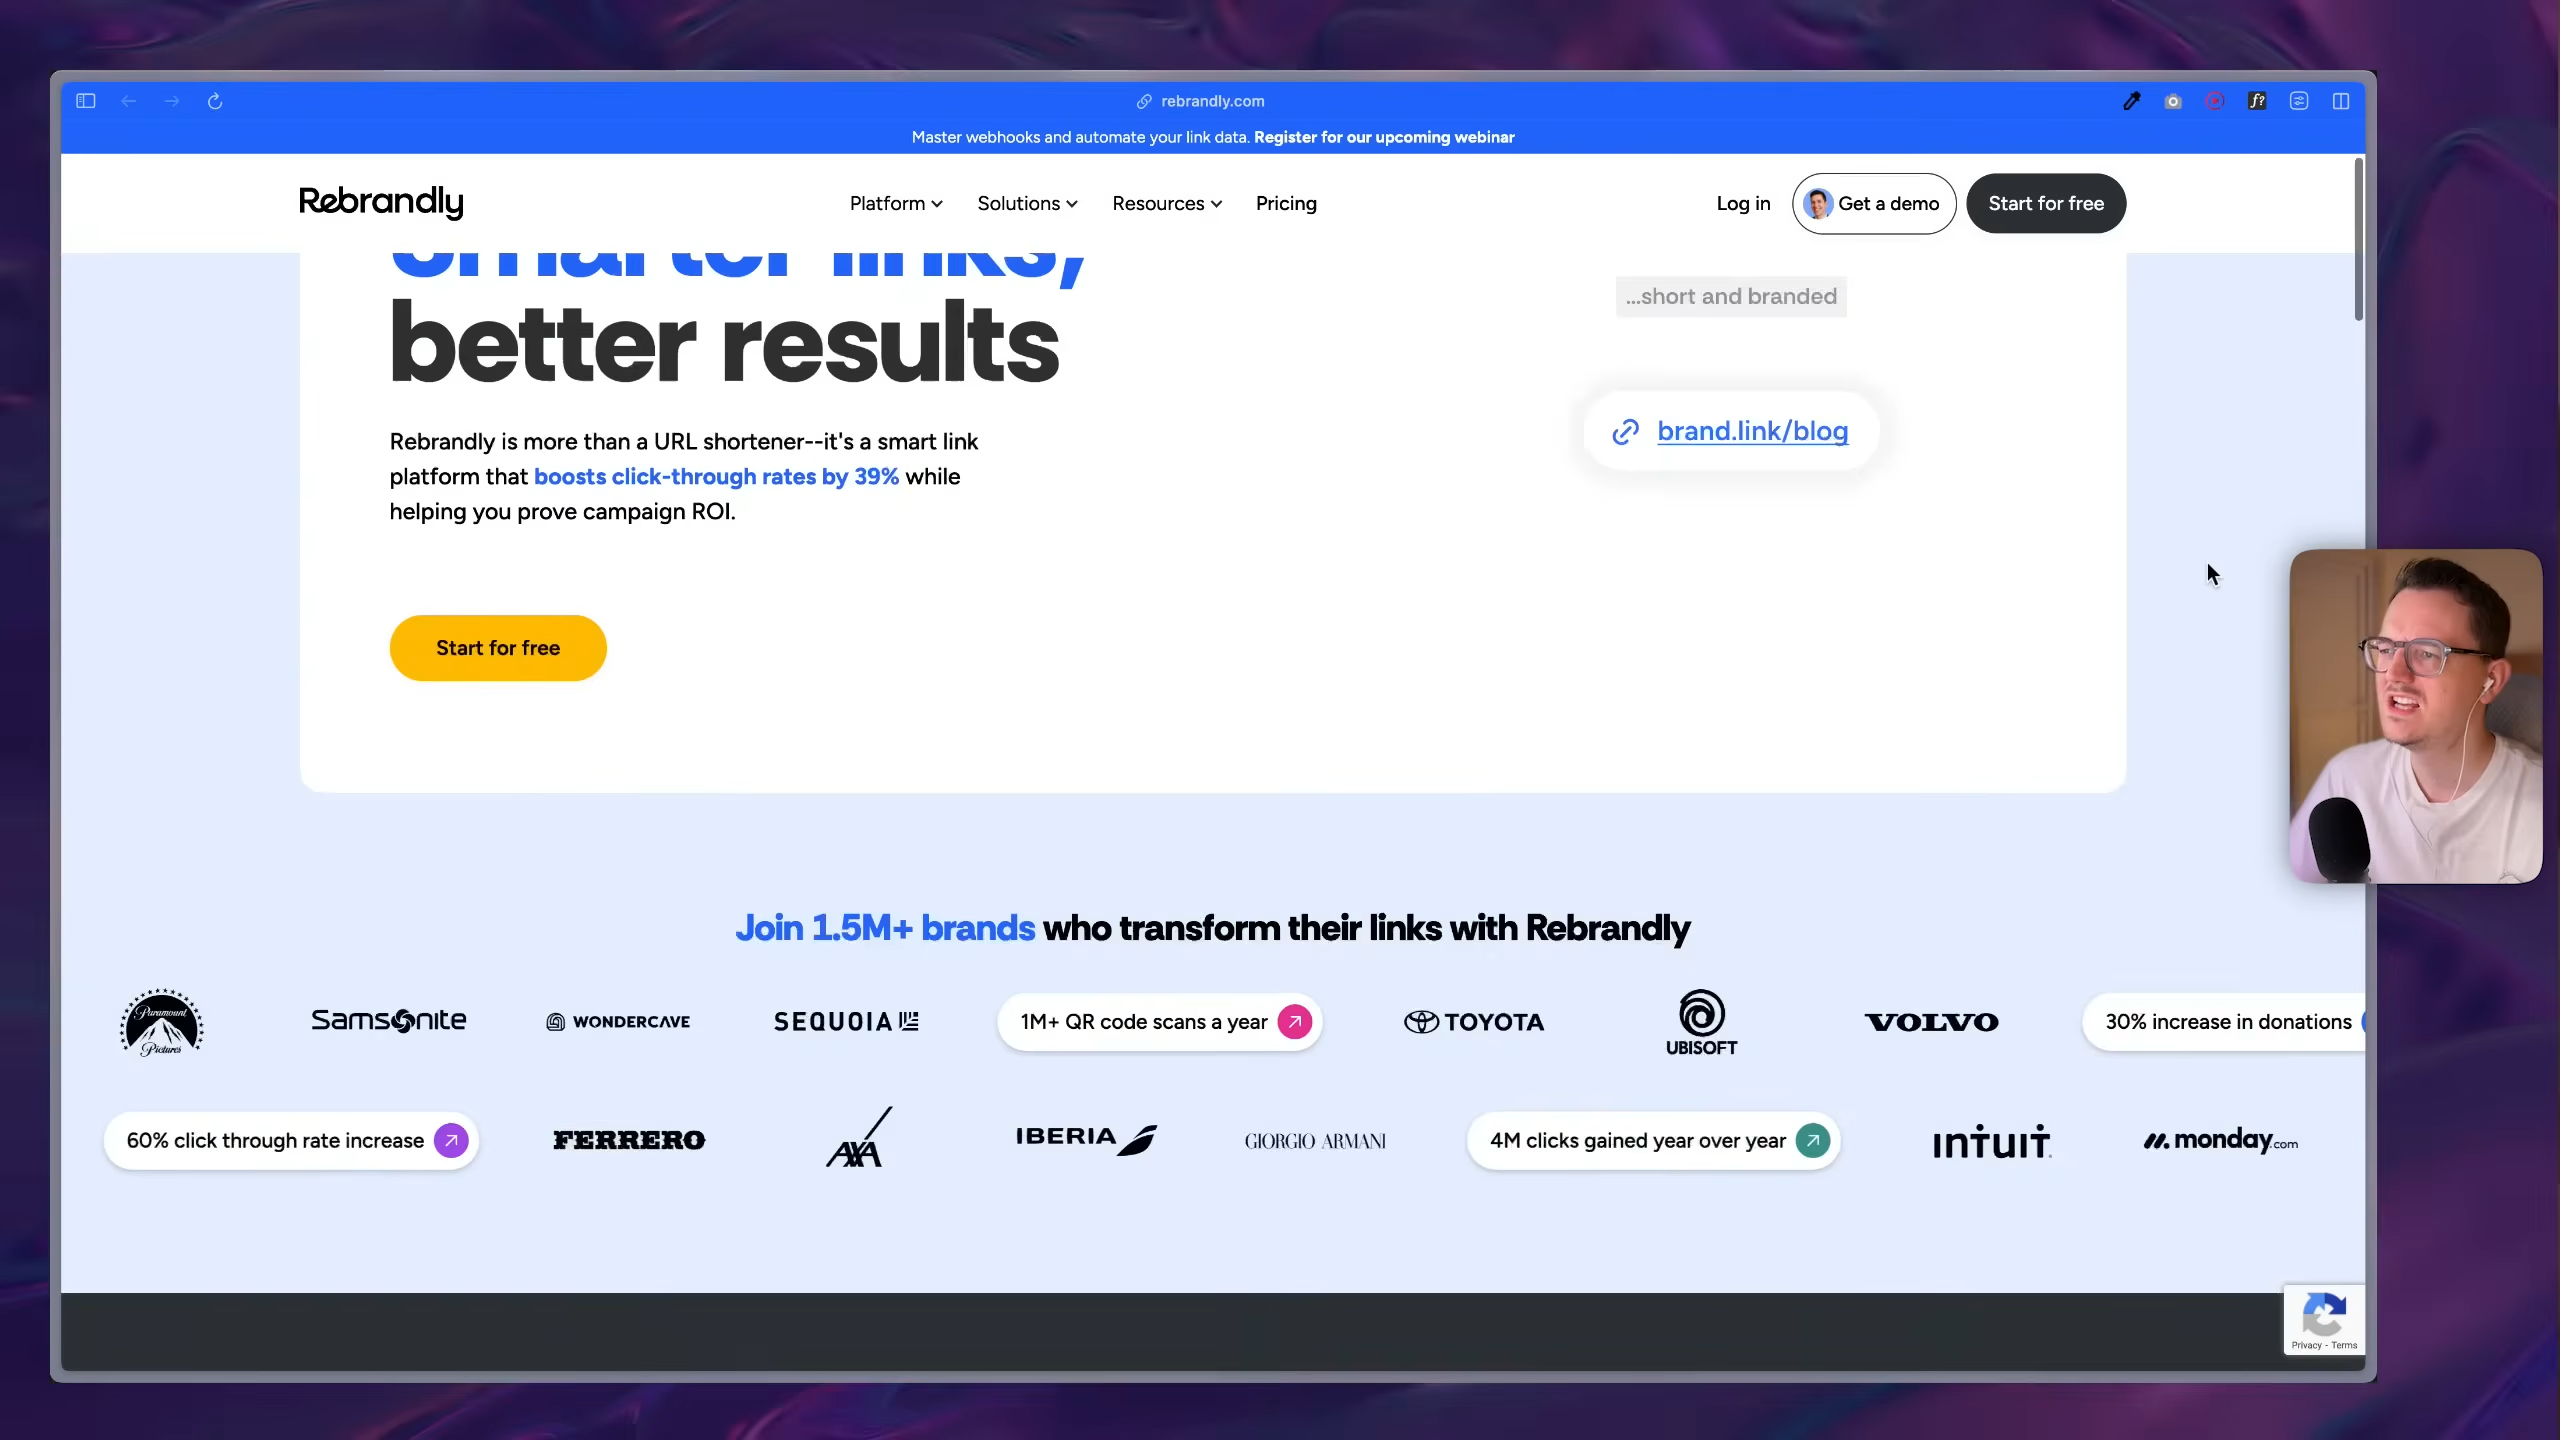 rebrandly.com
f?
Master webhooks and automate your link data. Register for our upcoming webinar
Rebrandly
Platform
Solutions
Resources
Pricing
Log in
Get a demo
Start for free
smarter links,
better results
...short and branded
brand.link/blog
Rebrandly is more than a URL shortener--it's a smart link
platform that boosts click-through rates by 39% while
helping you prove campaign ROI.
Start for free
Join 1.5M+ brands who transform their links with Rebrandly
Paramount
Pictures
Samsonite
WONDERCAVE
SEQUOIA
1M+ QR code scans a year
TOYOTA
UBISOFT
VOLVO
30% increase in donations
60% click through rate increase
FERRERO
AXA
IBERIA
GIORGIO ARMANI
4M clicks gained year over year
INTUIT
monday.com
Privacy - Terms